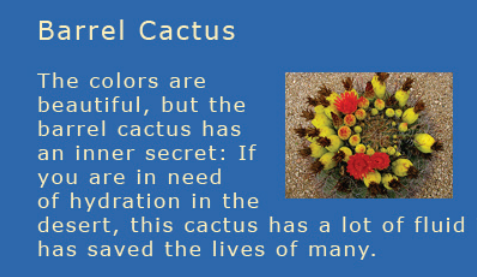 Barrel Cactus
The colors are
beautiful, but the
barrel cactus has
an inner secret: If
you are in need
of hydration in the
desert, this cactus has a lot of fluid
has saved the lives of many.